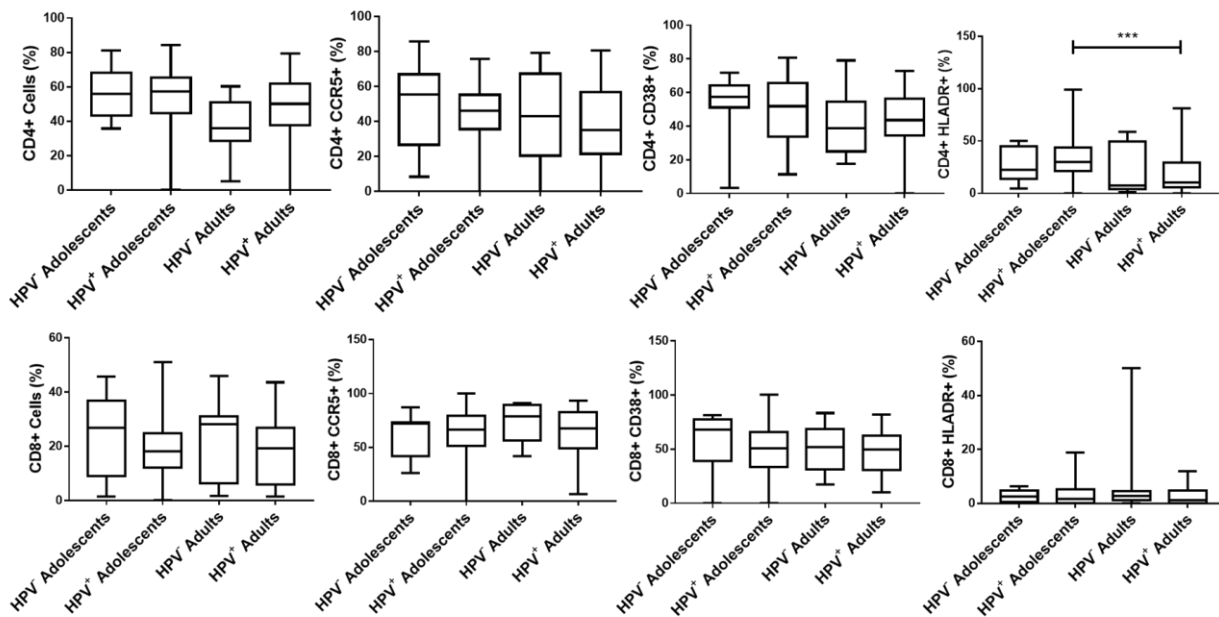 CD4+ Cells (%)
100
80
60
40
20
0
HPV⁻ Adolescents
HPV⁺ Adolescents
HPV⁻ Adults
HPV⁺ Adults
CD4+ CCR5+ (%)
100
80
60
40
20
0
HPV⁻ Adolescents
HPV⁺ Adolescents
HPV⁻ Adults
HPV⁺ Adults
CD4+ CD38+ (%)
100
80
60
40
20
0
HPV⁻ Adolescents
HPV⁺ Adolescents
HPV⁻ Adults
HPV⁺ Adults
CD4+ HLADR+ (%)
150
100
50
0
***
HPV⁻ Adolescents
HPV⁺ Adolescents
HPV⁻ Adults
HPV⁺ Adults
CD8+ Cells (%)
60
40
20
0
HPV⁻ Adolescents
HPV⁺ Adolescents
HPV⁻ Adults
HPV⁺ Adults
CD8+ CCR5+ (%)
150
100
50
0
HPV⁻ Adolescents
HPV⁺ Adolescents
HPV⁻ Adults
HPV⁺ Adults
CD8+ CD38+ (%)
150
100
50
0
HPV⁻ Adolescents
HPV⁺ Adolescents
HPV⁻ Adults
HPV⁺ Adults
CD8+ HLADR+ (%)
60
40
20
0
HPV⁻ Adolescents
HPV⁺ Adolescents
HPV⁻ Adults
HPV⁺ Adults